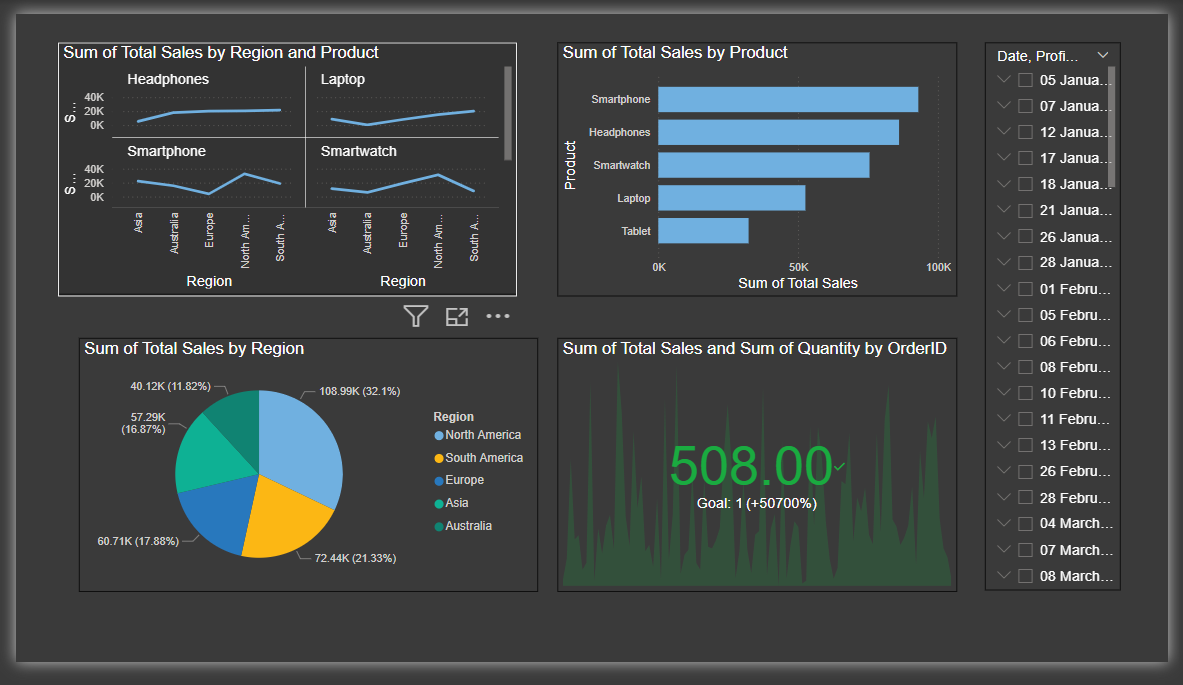 Sum of Total Sales by Region and Product
Headphones
Laptop
S...
40K
20K
0K
Smartphone
Smartwatch
S...
40K
20K
0K
Asia
Australia
Europe
North Am...
South A...
Asia
Australia
Europe
North Am...
South A...
Region
Region
Sum of Total Sales by Product
Product
Smartphone
Headphones
Smartwatch
Laptop
Tablet
0K
50K
100K
Sum of Total Sales
Date, Profi...
05 Janua...
07 Janua...
12 Janua...
17 Janua...
18 Janua...
21 Janua...
26 Janua...
28 Janua...
01 Febru...
05 Febru...
06 Febru...
08 Febru...
10 Febru...
11 Febru...
13 Febru...
26 Febru...
28 Febru...
04 March...
07 March...
08 March...
Sum of Total Sales by Region
40.12K (11.82%)
108.99K (32.1%)
57.29K
(16.87%)
60.71K (17.88%)
72.44K (21.33%)
Region
North America
South America
Europe
Asia
Australia
Sum of Total Sales and Sum of Quantity by OrderID
508.00
Goal: 1 (+50700%)